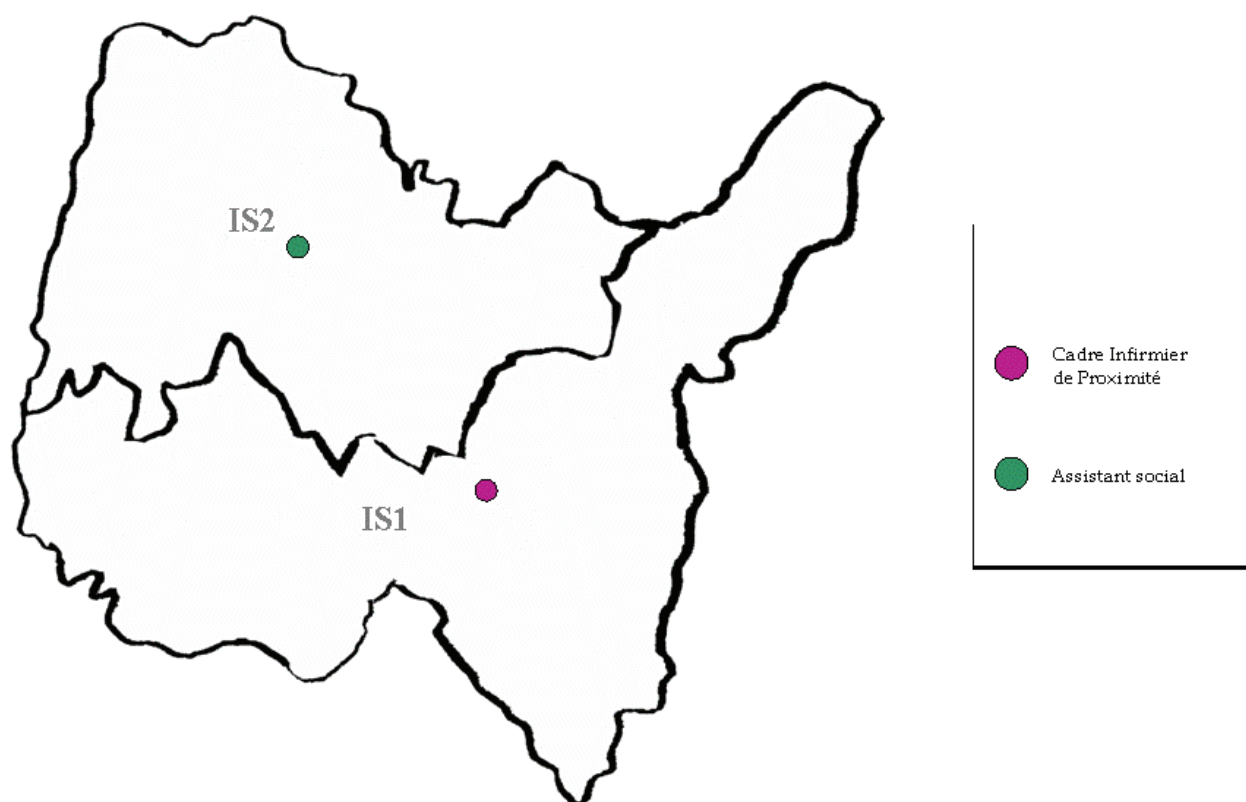 IS2
IS1
Cadre Infirmier
de Proximité
Assistant social